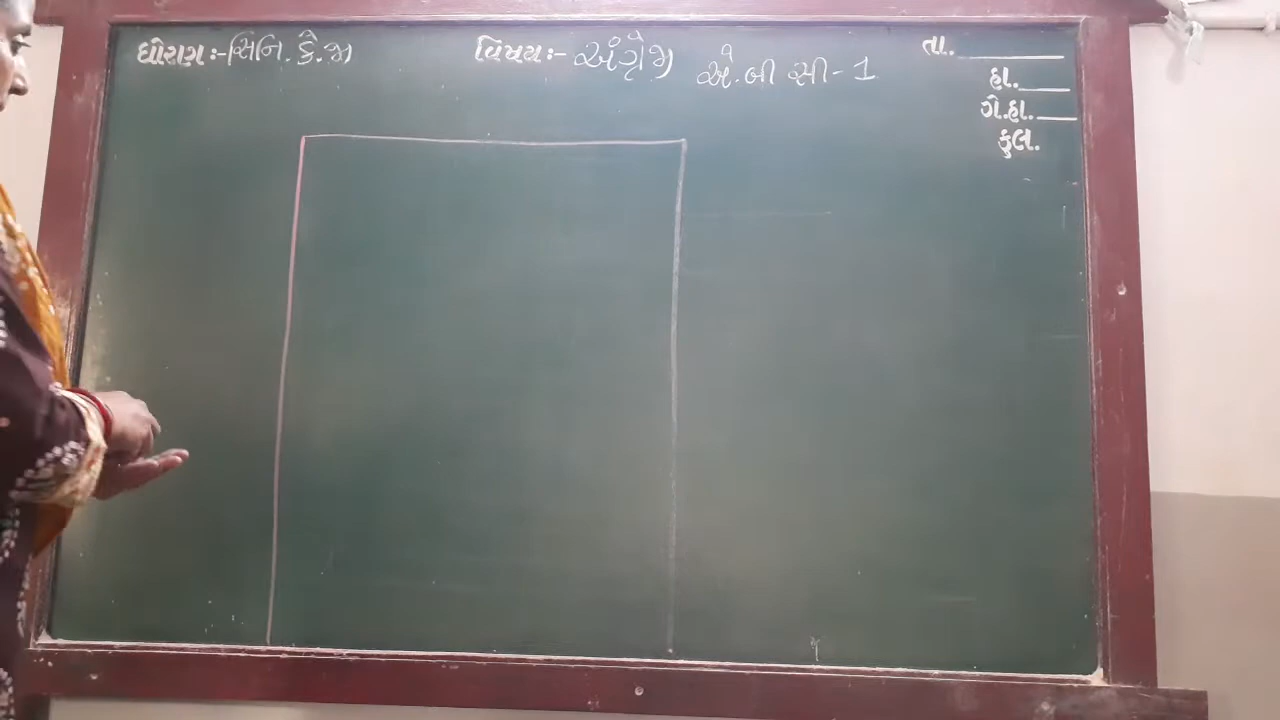 ધોરણ:- સિનિ. કે.જી
વિષય:- અંગ્રેજી એ.બી સી - 1
તા.
હા.
ગે.હા.
કુલ.